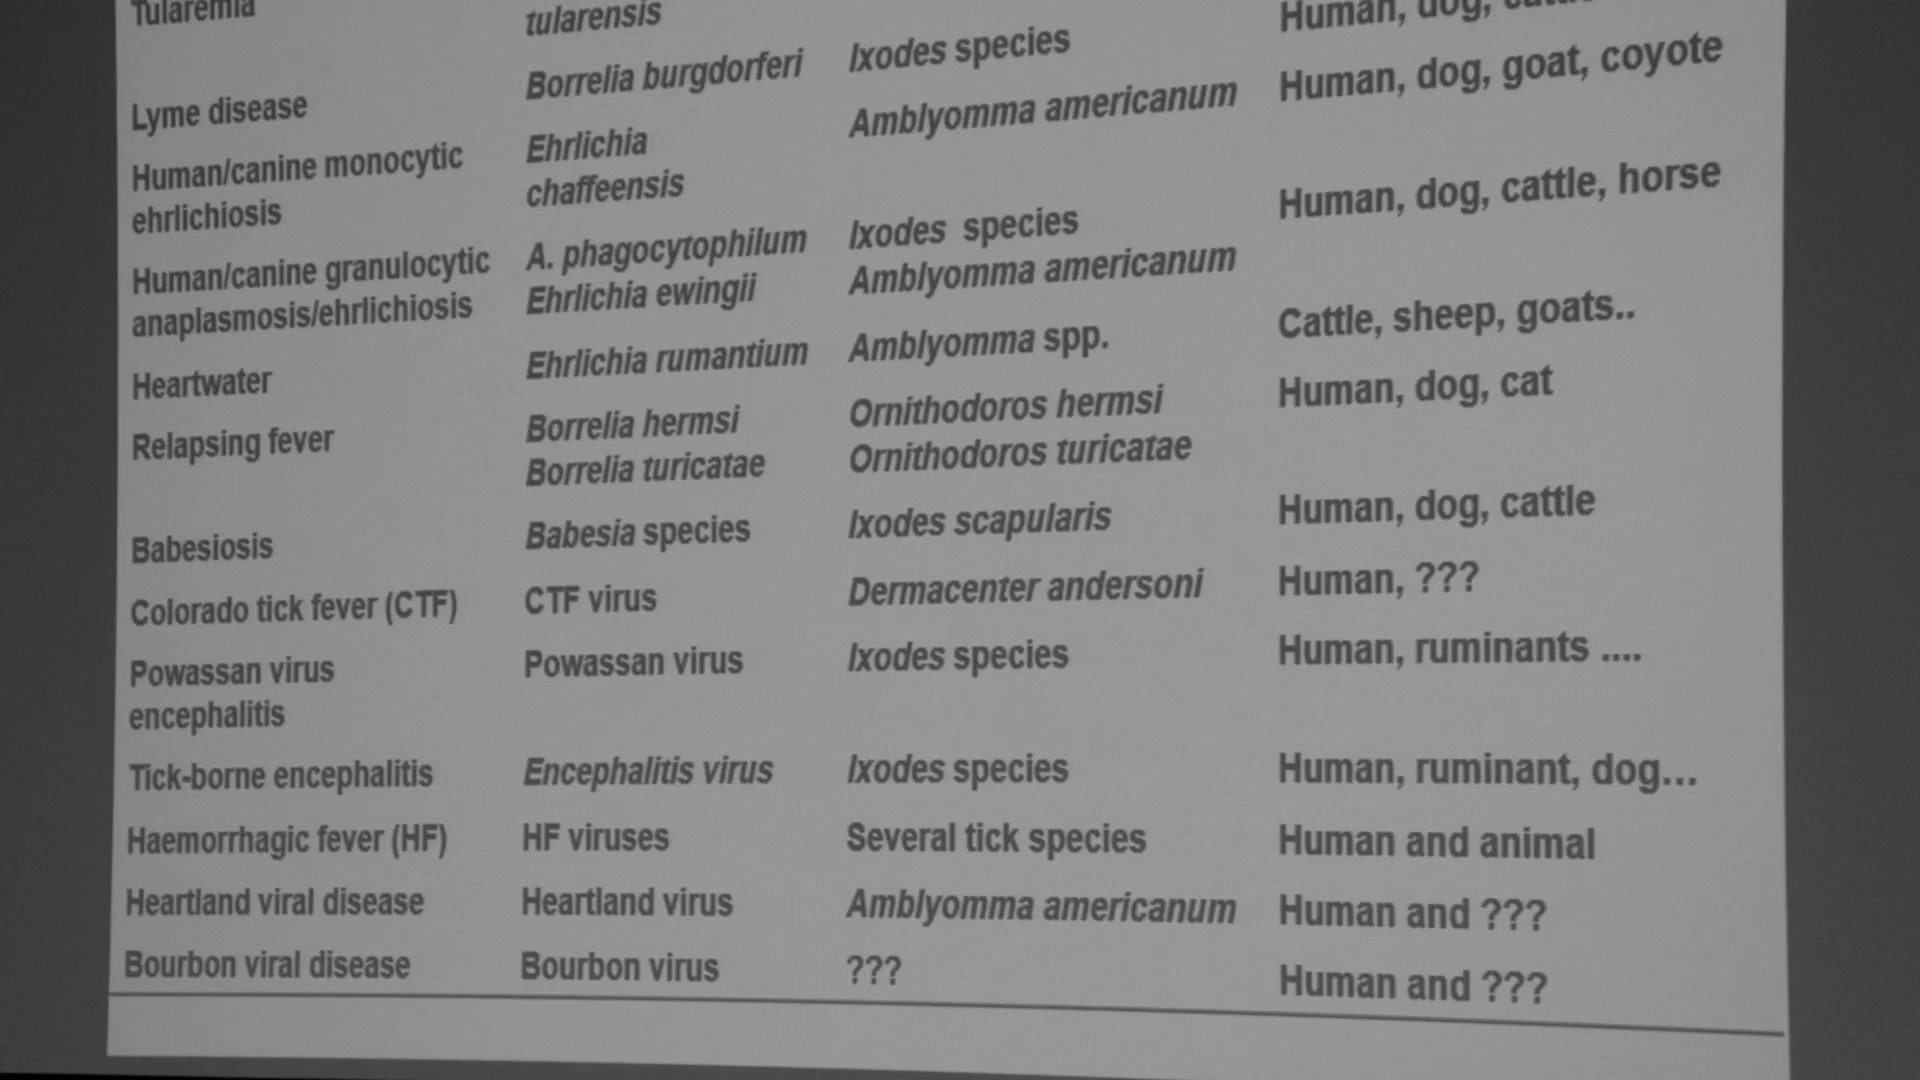 Tularemia tularensis Human, dog,
Lyme disease Borrelia burgdorferi Ixodes species Human, dog, goat, coyote
Human/canine monocytic Ehrlichia Amblyomma americanum Human, dog, cattle, horse
ehrlichiosis chaffeensis
Human/canine granulocytic A. phagocytophilum Ixodes species
anaplasmosis/ehrlichiosis Ehrlichia ewingii Amblyomma americanum
Heartwater Ehrlichia rumantium Amblyomma spp. Cattle, sheep, goats..
Relapsing fever Borrelia hermsi Ornithodoros hermsi Human, dog, cat
Borrelia turicatae Ornithodoros turicatae
Babesiosis Babesia species Ixodes scapularis Human, dog, cattle
Colorado tick fever (CTF) CTF virus Dermacenter andersoni Human, ???
Powassan virus Powassan virus Ixodes species Human, ruminants ....
encephalitis
Tick-borne encephalitis Encephalitis virus Ixodes species Human, ruminant, dog...
Haemorrhagic fever (HF) HF viruses Several tick species Human and animal
Heartland viral disease Heartland virus Amblyomma americanum Human and ???
Bourbon viral disease Bourbon virus ??? Human and ???